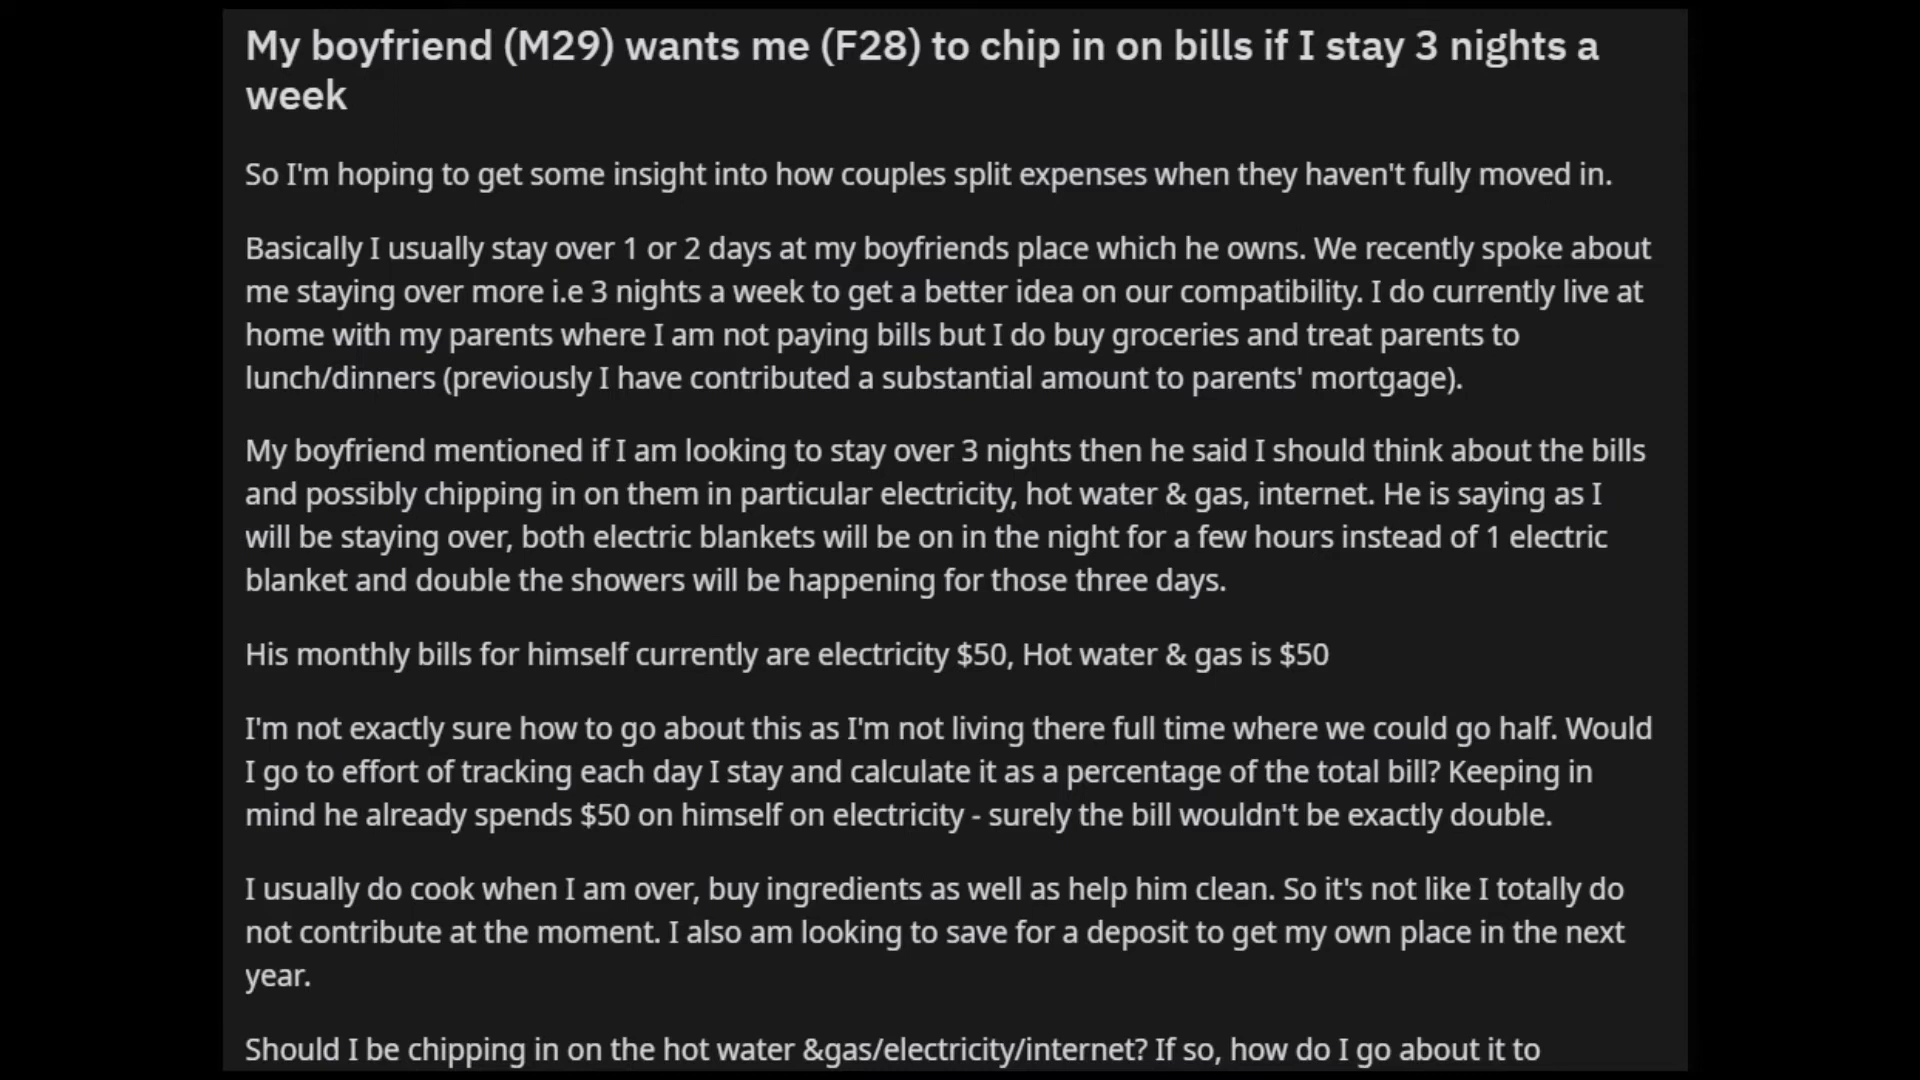 My boyfriend (M29) wants me (F28) to chip in on bills if I stay 3 nights a
week
So I'm hoping to get some insight into how couples split expenses when they haven't fully moved in.
Basically I usually stay over 1 or 2 days at my boyfriends place which he owns. We recently spoke about
me staying over more i.e 3 nights a week to get a better idea on our compatibility. I do currently live at
home with my parents where I am not paying bills but I do buy groceries and treat parents to
lunch/dinners (previously I have contributed a substantial amount to parents' mortgage).
My boyfriend mentioned if I am looking to stay over 3 nights then he said I should think about the bills
and possibly chipping in on them in particular electricity, hot water & gas, internet. He is saying as I
will be staying over, both electric blankets will be on in the night for a few hours instead of 1 electric
blanket and double the showers will be happening for those three days.
His monthly bills for himself currently are electricity $50, Hot water & gas is $50
I'm not exactly sure how to go about this as I'm not living there full time where we could go half. Would
I go to effort of tracking each day I stay and calculate it as a percentage of the total bill? Keeping in
mind he already spends $50 on himself on electricity - surely the bill wouldn't be exactly double.
I usually do cook when I am over, buy ingredients as well as help him clean. So it's not like I totally do
not contribute at the moment. I also am looking to save for a deposit to get my own place in the next
year.
Should I be chipping in on the hot water &gas/electricity/internet? If so, how do I go about it to